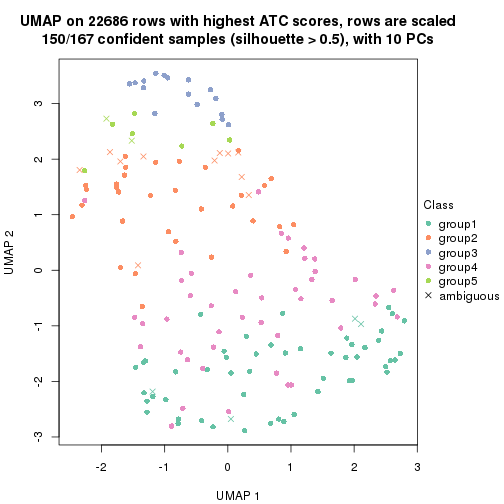 UMAP on 22686 rows with highest ATC scores, rows are scaled
150/167 confident samples (silhouette > 0.5), with 10 PCs
3
2
1
0
-1
-2
-3
UMAP 2
-2
-1
0
1
2
3
UMAP 1
Class
group1
group2
group3
group4
group5
ambiguous